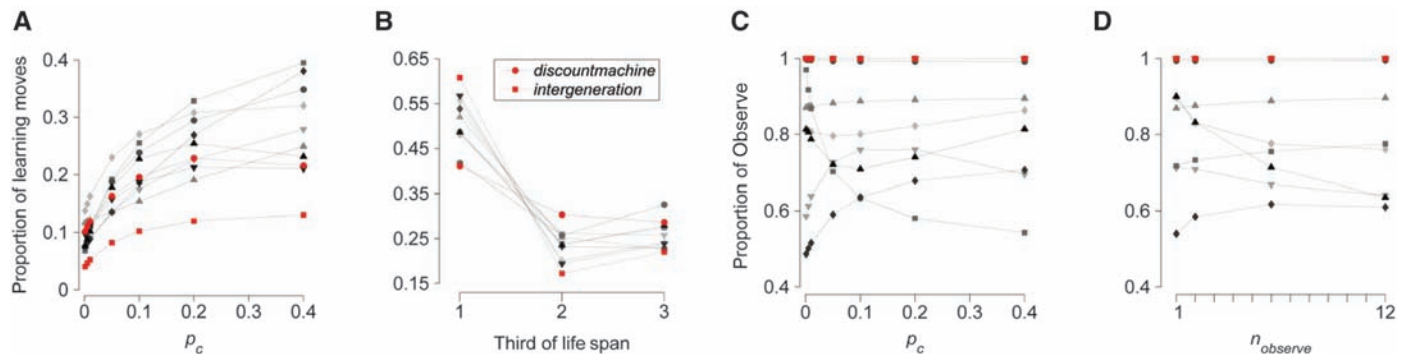 A
Proportion of learning moves
0.4
0.3
0.2
0.1
0
0
0.1
0.2
0.3
0.4
p_c
B
0.65
0.55
0.45
0.35
0.25
0.15
discountmachine
intergeneration
1
2
3
Third of life span
C
Proportion of Observe
1
0.8
0.6
0.4
0
0.1
0.2
0.3
0.4
p_c
D
1
0.8
0.6
0.4
1
12
n_observe